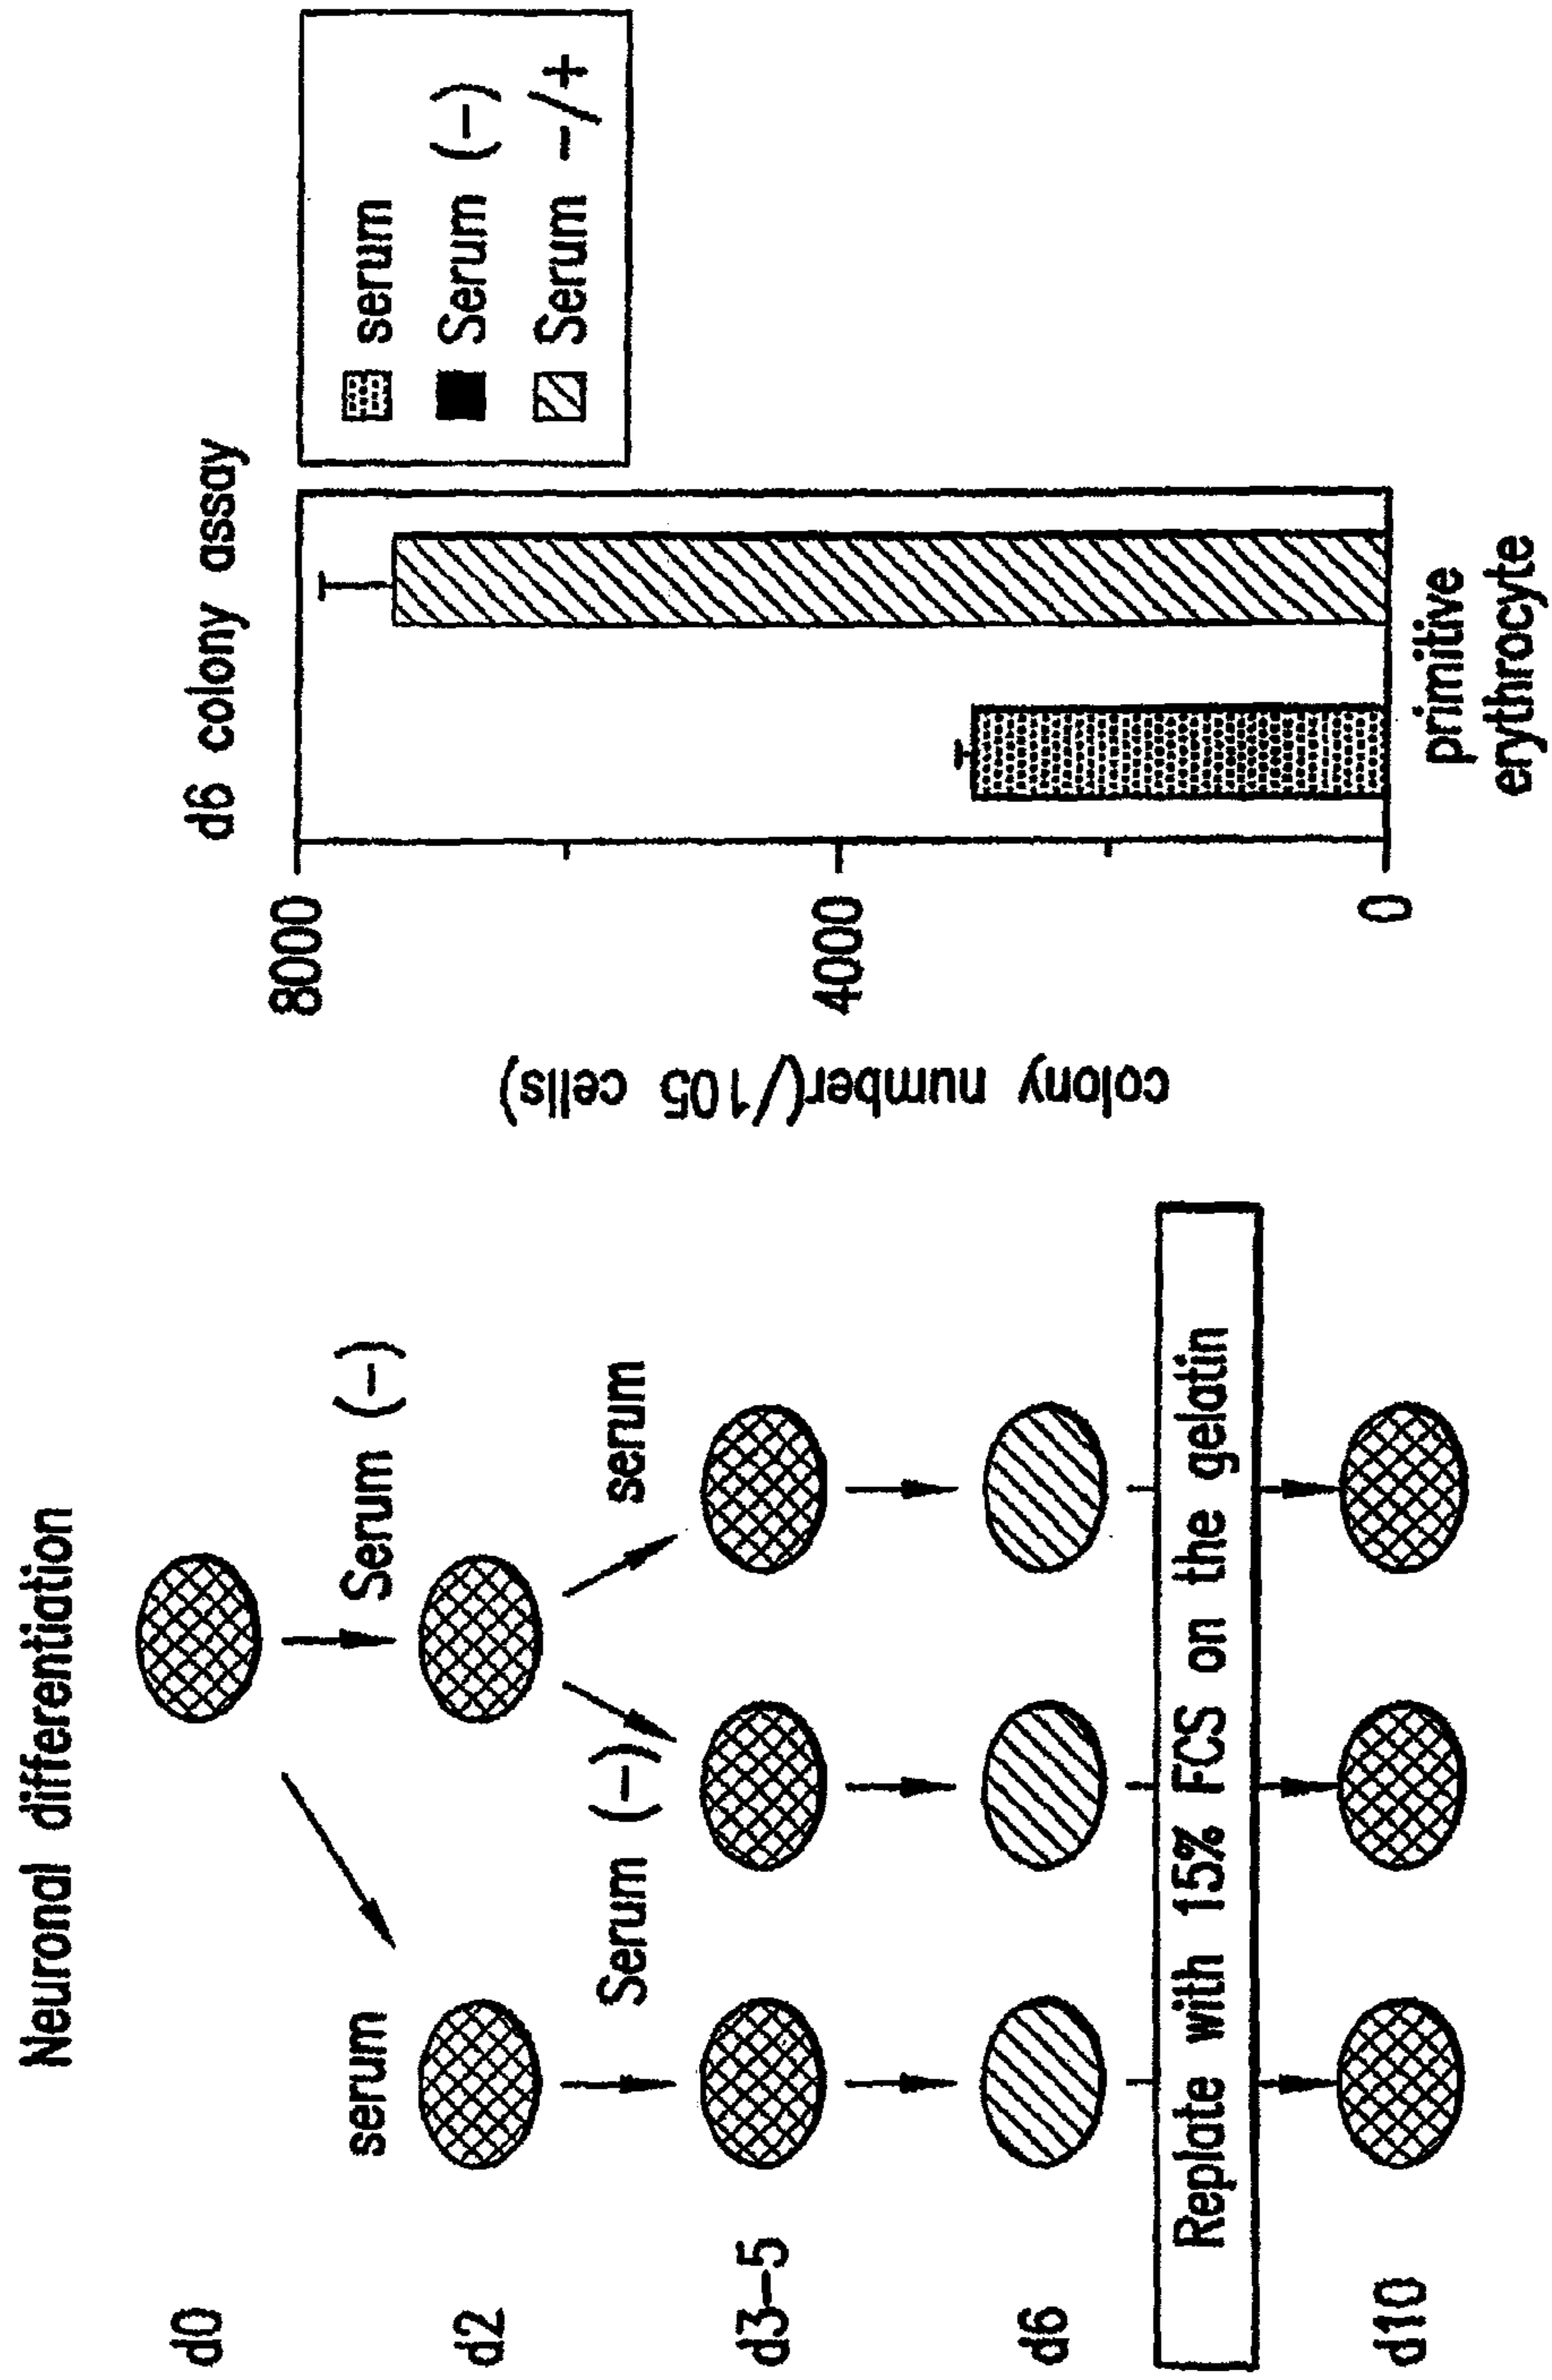 Neuronal differentiation
d0
serum
Serum (-)
d2
Serum (-)
serum
d3-5
d6
Replate with 15% FCS on the gelatin
d10
d6 colony assay
colony number(/105 cells)
8000
4000
0
primitive
erythrocyte
serum
Serum (-)
Serum -/+